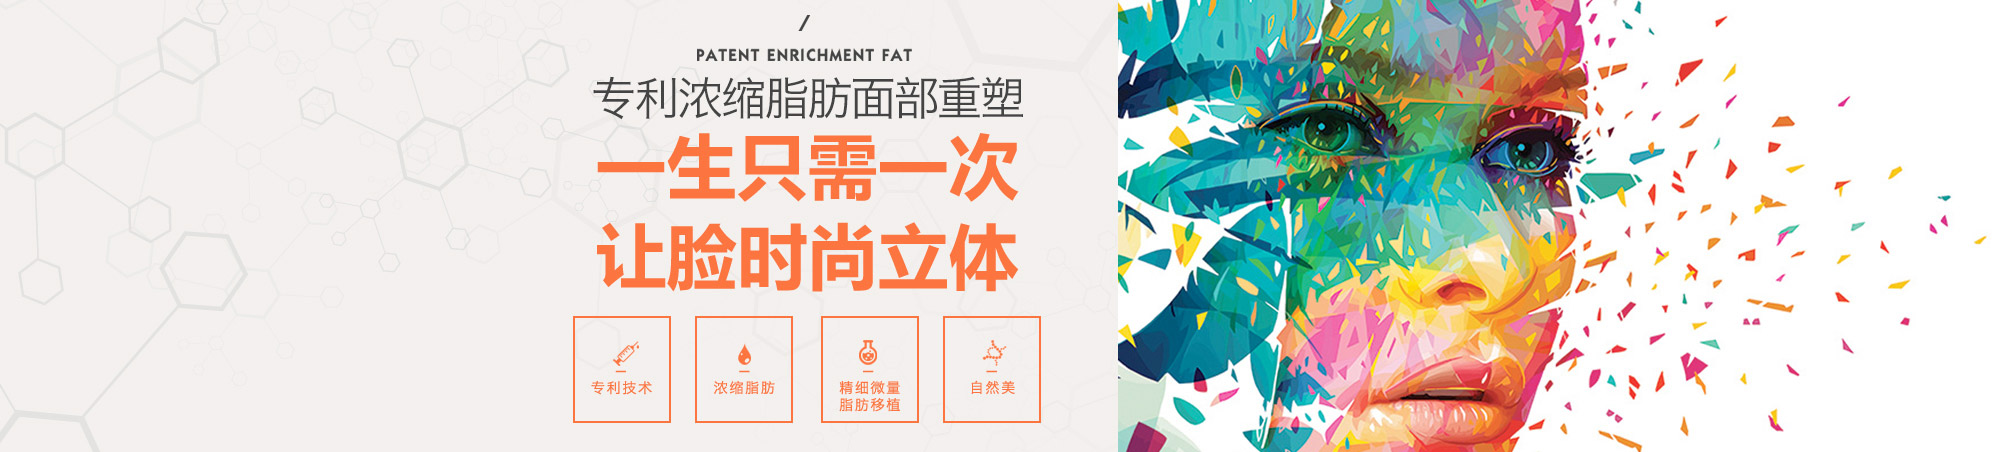 PATENT ENRICHMENT FAT
专利浓缩脂肪面部重塑
一生只需一次
让脸时尚立体
专利技术
浓缩脂肪
精细微量
脂肪移植
自然美